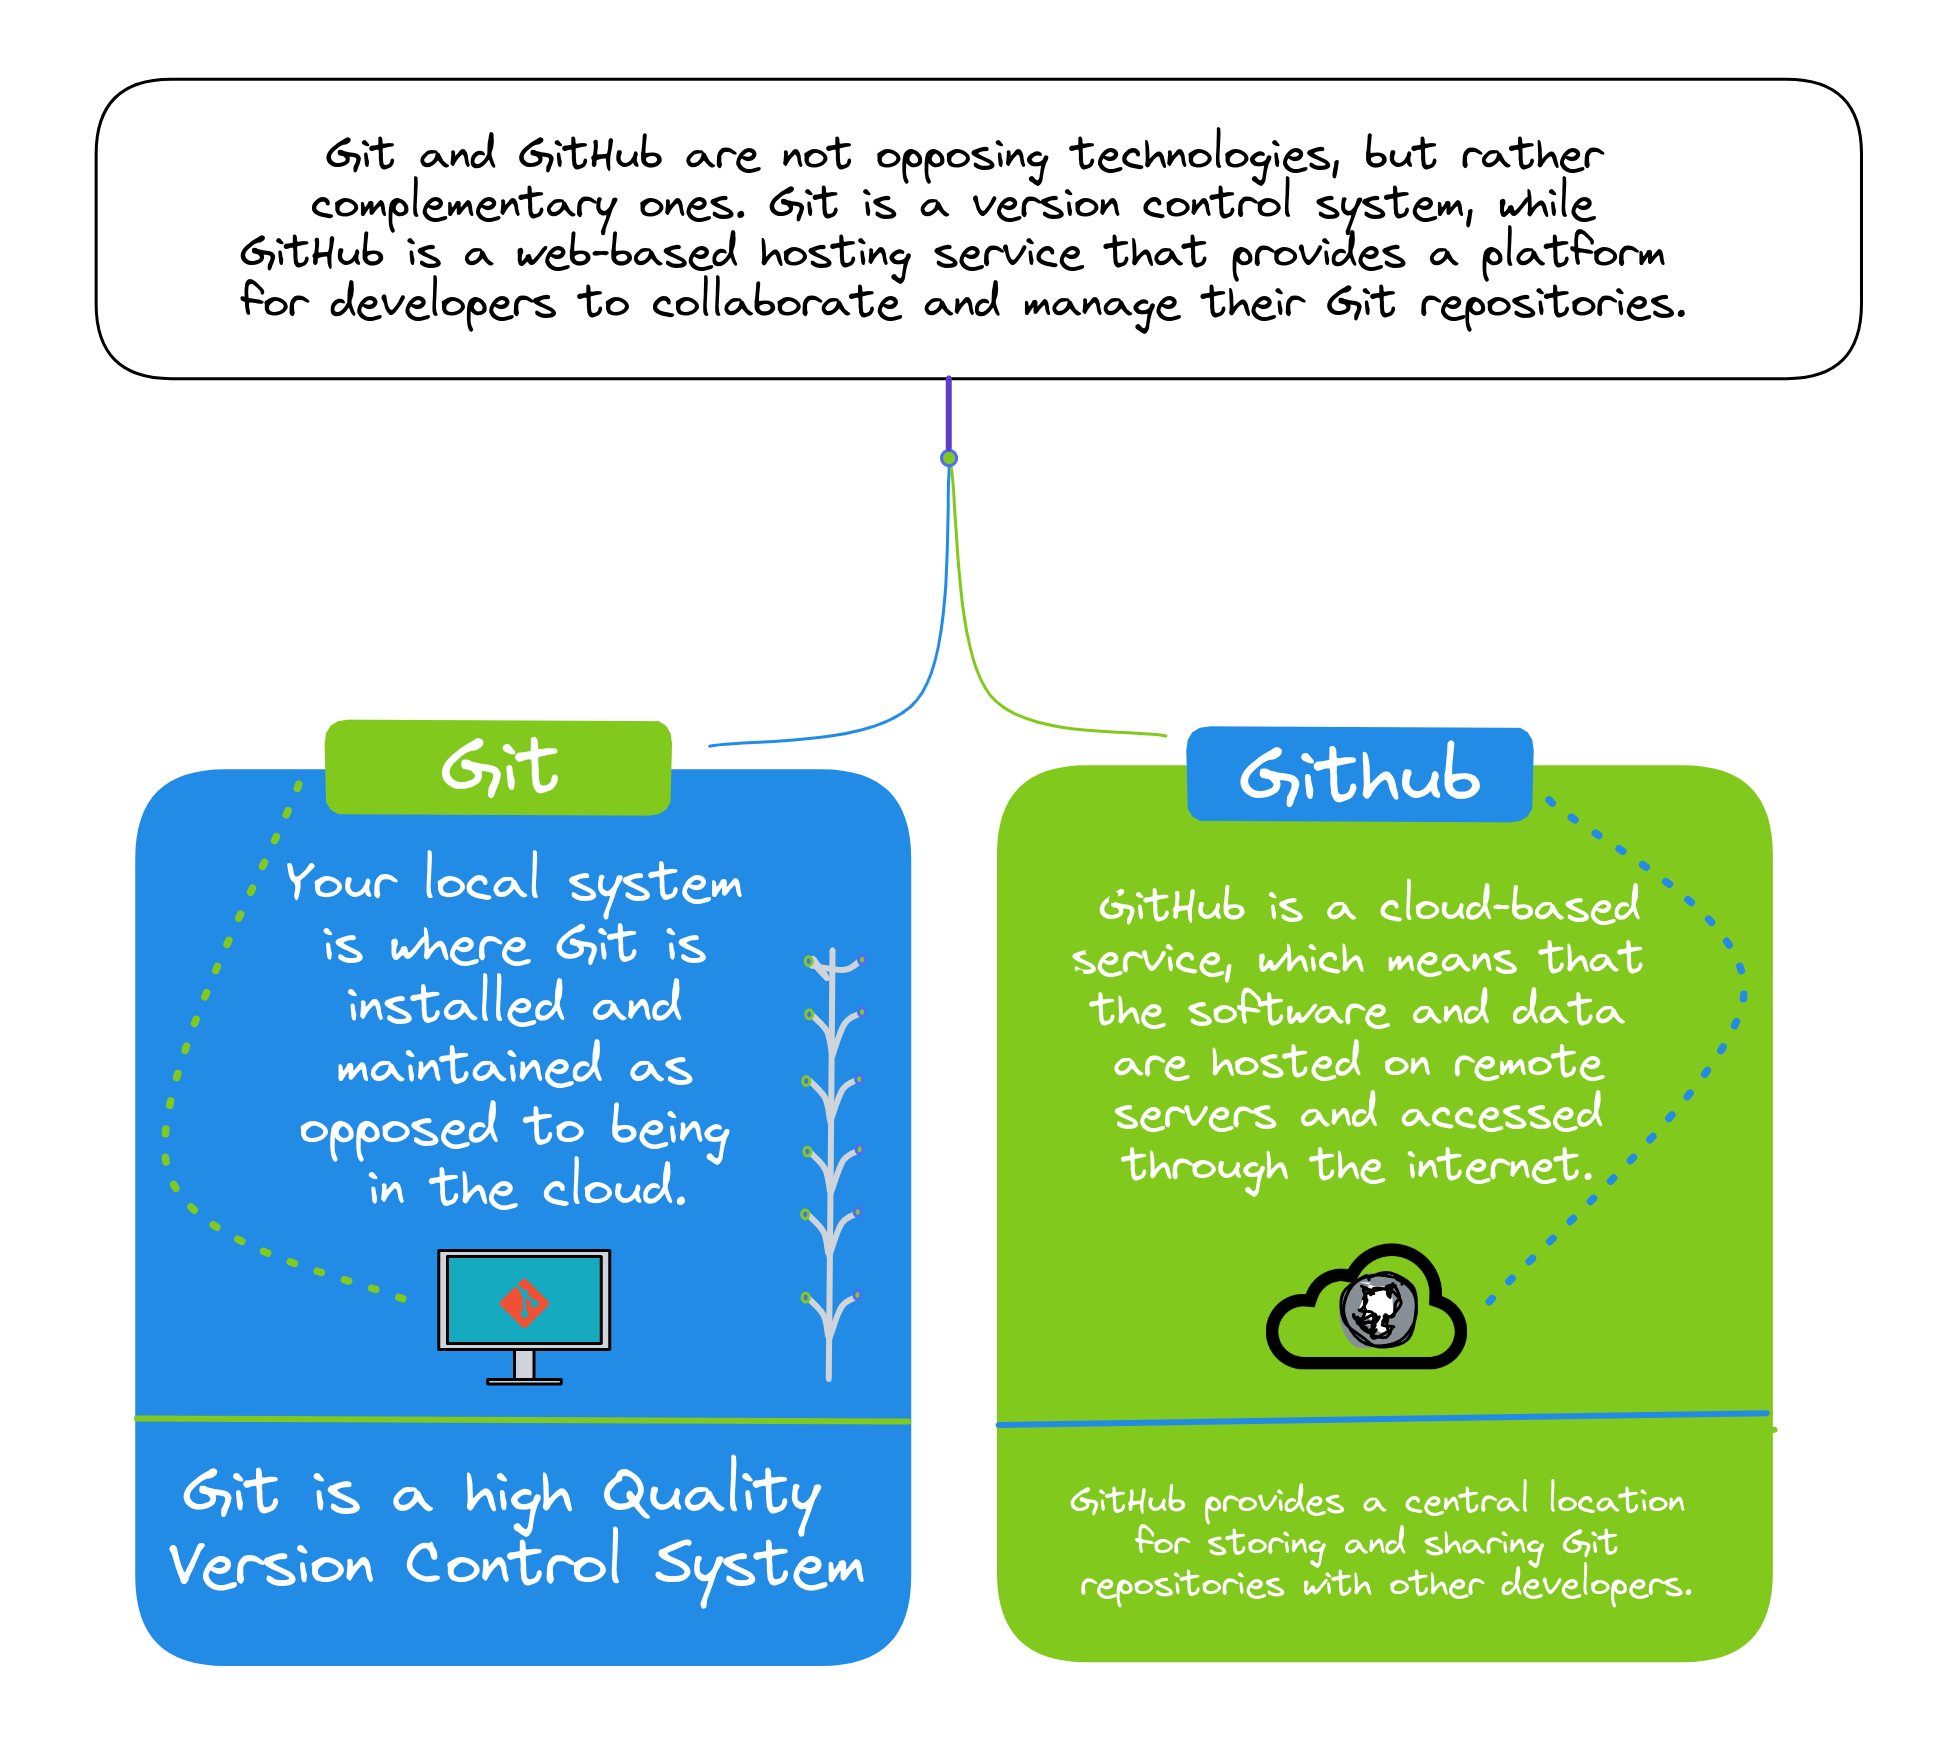 Git and GitHub are not opposing technologies, but rather
complementary ones. Git is a version control system, while
GitHub is a web-based hosting service that provides a platform
for developers to collaborate and manage their Git repositories.
Git
Your local system
is where Git is
installed and
maintained as
opposed to being
in the cloud.
Git is a high Quality
Version Control System
Github
GitHub is a cloud-based
service, which means that
the software and data
are hosted on remote
servers and accessed
through the internet.
GitHub provides a central location
for storing and sharing Git
repositories with other developers.